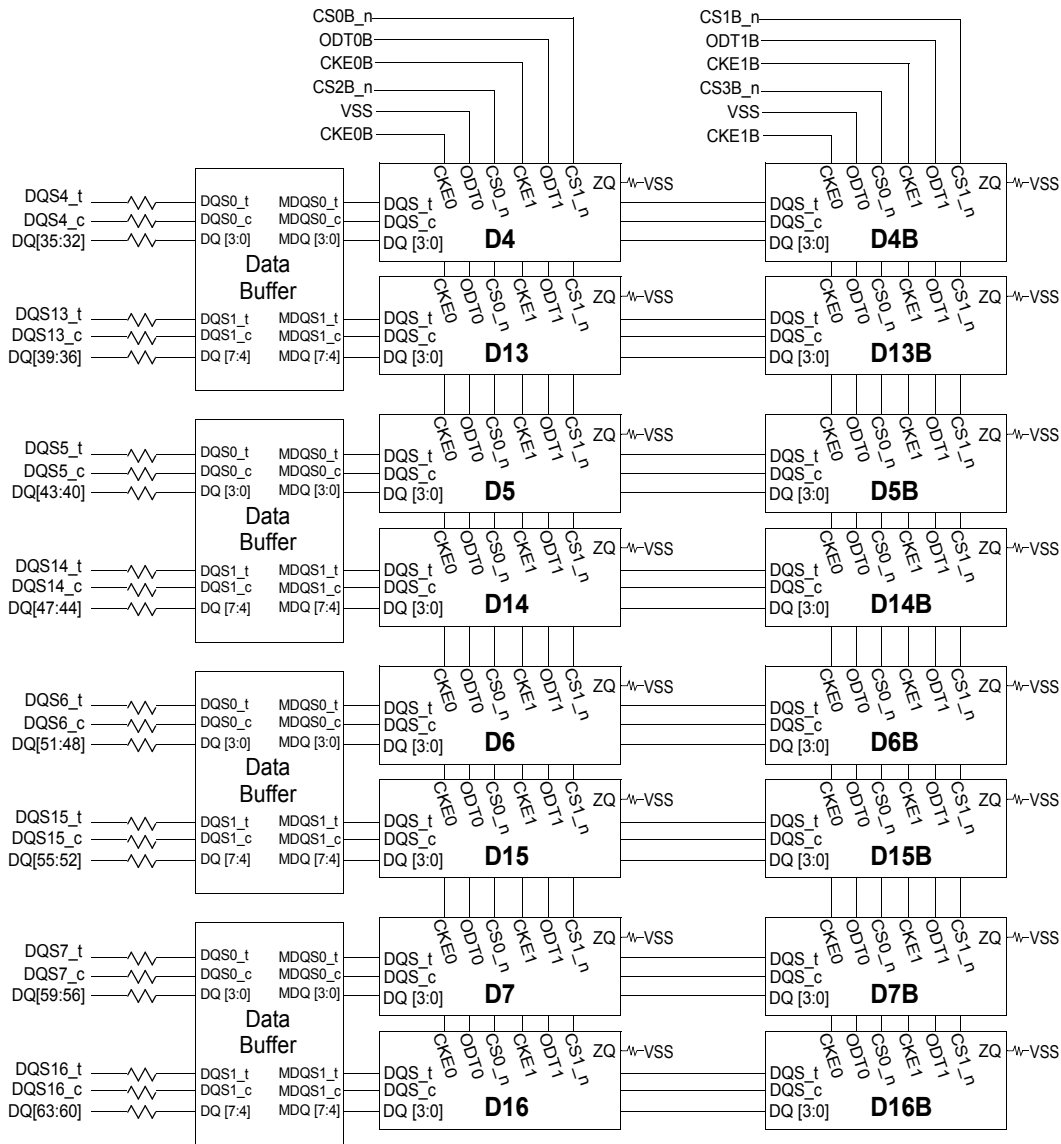 CS0B_n
ODT0B
CKE0B
CS2B_n
VSS
CKE0B
CS1B_n
ODT1B
CKE1B
CS3B_n
VSS
CKE1B
DQS4_t
DQS4_c
DQ[35:32]
DQS13_t
DQS13_c
DQ[39:36]
DQS0_t MDQS0_t
DQS0_c MDQS0_c
DQ [3:0] MDQ [3:0]
Data
Buffer
DQS1_t MDQS1_t
DQS1_c MDQS1_c
DQ [7:4] MDQ [7:4]
CKE0 ODT0 CS0_n CKE1 ODT1 CS1_n ZQ VSS
DQS_t
DQS_c
DQ [3:0]
D4
CKE0 ODT0 CS0_n CKE1 ODT1 CS1_n ZQ VSS
DQS_t
DQS_c
DQ [3:0]
D4B
CKE0 ODT0 CS0_n CKE1 ODT1 CS1_n ZQ VSS
DQS_t
DQS_c
DQ [3:0]
D13
CKE0 ODT0 CS0_n CKE1 ODT1 CS1_n ZQ VSS
DQS_t
DQS_c
DQ [3:0]
D13B
DQS5_t
DQS5_c
DQ[43:40]
DQS14_t
DQS14_c
DQ[47:44]
DQS0_t MDQS0_t
DQS0_c MDQS0_c
DQ [3:0] MDQ [3:0]
Data
Buffer
DQS1_t MDQS1_t
DQS1_c MDQS1_c
DQ [7:4] MDQ [7:4]
CKE0 ODT0 CS0_n CKE1 ODT1 CS1_n ZQ VSS
DQS_t
DQS_c
DQ [3:0]
D5
CKE0 ODT0 CS0_n CKE1 ODT1 CS1_n ZQ VSS
DQS_t
DQS_c
DQ [3:0]
D5B
CKE0 ODT0 CS0_n CKE1 ODT1 CS1_n ZQ VSS
DQS_t
DQS_c
DQ [3:0]
D14
CKE0 ODT0 CS0_n CKE1 ODT1 CS1_n ZQ VSS
DQS_t
DQS_c
DQ [3:0]
D14B
DQS6_t
DQS6_c
DQ[51:48]
DQS15_t
DQS15_c
DQ[55:52]
DQS0_t MDQS0_t
DQS0_c MDQS0_c
DQ [3:0] MDQ [3:0]
Data
Buffer
DQS1_t MDQS1_t
DQS1_c MDQS1_c
DQ [7:4] MDQ [7:4]
CKE0 ODT0 CS0_n CKE1 ODT1 CS1_n ZQ VSS
DQS_t
DQS_c
DQ [3:0]
D6
CKE0 ODT0 CS0_n CKE1 ODT1 CS1_n ZQ VSS
DQS_t
DQS_c
DQ [3:0]
D6B
CKE0 ODT0 CS0_n CKE1 ODT1 CS1_n ZQ VSS
DQS_t
DQS_c
DQ [3:0]
D15
CKE0 ODT0 CS0_n CKE1 ODT1 CS1_n ZQ VSS
DQS_t
DQS_c
DQ [3:0]
D15B
DQS7_t
DQS7_c
DQ[59:56]
DQS16_t
DQS16_c
DQ[63:60]
DQS0_t MDQS0_t
DQS0_c MDQS0_c
DQ [3:0] MDQ [3:0]
Data
Buffer
DQS1_t MDQS1_t
DQS1_c MDQS1_c
DQ [7:4] MDQ [7:4]
CKE0 ODT0 CS0_n CKE1 ODT1 CS1_n ZQ VSS
DQS_t
DQS_c
DQ [3:0]
D7
CKE0 ODT0 CS0_n CKE1 ODT1 CS1_n ZQ VSS
DQS_t
DQS_c
DQ [3:0]
D7B
CKE0 ODT0 CS0_n CKE1 ODT1 CS1_n ZQ VSS
DQS_t
DQS_c
DQ [3:0]
D16
CKE0 ODT0 CS0_n CKE1 ODT1 CS1_n ZQ VSS
DQS_t
DQS_c
DQ [3:0]
D16B